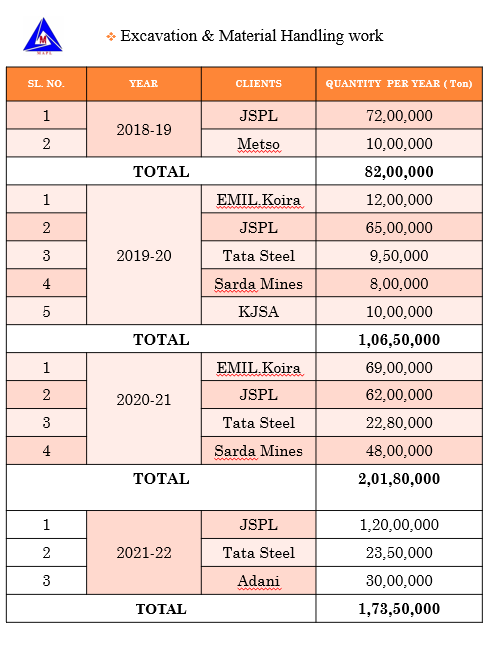 MAPL
Excavation & Material Handling work
SL. NO. YEAR CLIENTS QUANTITY PER YEAR ( Ton)
1 2018-19 JSPL 72,00,000
2 Metso 10,00,000
TOTAL 82,00,000
1 2019-20 EMIL.Koira 12,00,000
2 JSPL 65,00,000
3 Tata Steel 9,50,000
4 Sarda Mines 8,00,000
5 KJSA 10,00,000
TOTAL 1,06,50,000
1 2020-21 EMIL.Koira 69,00,000
2 JSPL 62,00,000
3 Tata Steel 22,80,000
4 Sarda Mines 48,00,000
TOTAL 2,01,80,000
1 2021-22 JSPL 1,20,00,000
2 Tata Steel 23,50,000
3 Adani 30,00,000
TOTAL 1,73,50,000